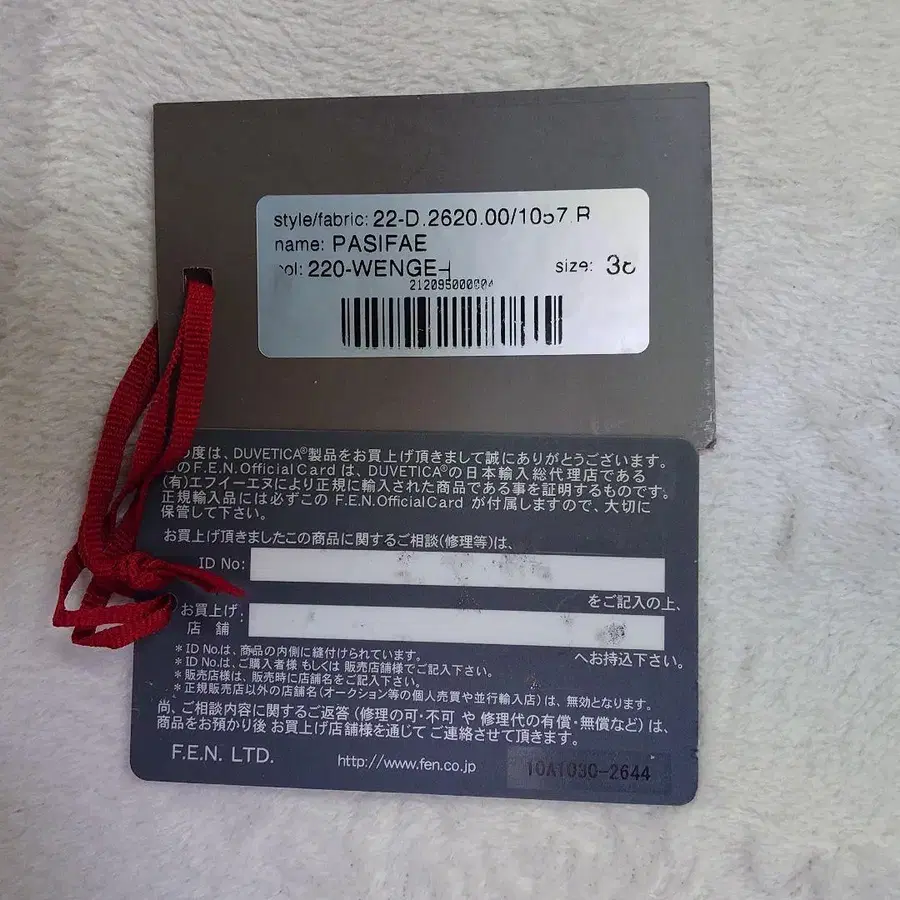 style/fabric: 22-D.2620.00/1057.R
name: PASIFAE
220-WENGE
size:
度は、DUVETICA®製品をお買上げ頂きまして誠にありがとうございます。
このF.E.N.OfficialCard は、DUVETICA®の日本輸入総代理店である
(有)エフイーエヌにより正規に輸入された商品である事を証明するものです。
正規輸入品には必ずこの F.E.N.OfficialCard が付属しますので、大切に
保管して下さい。
お買上げ頂きましたこの商品に関するご相談(修理等)は、
ID No:
をご記入の上、
お買上げ:
店 舗
へお持込下さい。
*ID No.は、商品の内側に縫付けられています。
*ID No.は、ご購入者様 もしくは 販売店舗様でご記入下さい。
*販売店様は、販売時に店舗名をご記入下さい。
*正規販売店以外の店舗名(オークション等の個人売買や並行輸入店)は、無効となります。
尚、ご相談内容に関するご返答(修理の可・不可 や 修理代の有償・無償など)は、
商品をお預かり後 お買上げ店舗様を通じて ご連絡させて頂きます。
F.E.N. LTD.
http://www.fen.co.jp
10A1030-2644